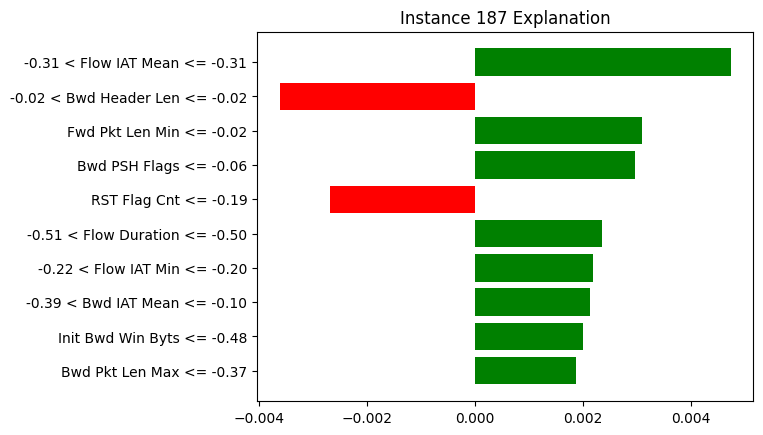 Instance 187 Explanation
-0.31 < Flow IAT Mean <= -0.31
-0.02 < Bwd Header Len <= -0.02
Fwd Pkt Len Min <= -0.02
Bwd PSH Flags <= -0.06
RST Flag Cnt <= -0.19
-0.51 < Flow Duration <= -0.50
-0.22 < Flow IAT Min <= -0.20
-0.39 < Bwd IAT Mean <= -0.10
Init Bwd Win Byts <= -0.48
Bwd Pkt Len Max <= -0.37
−0.004 −0.002 0.000 0.002 0.004